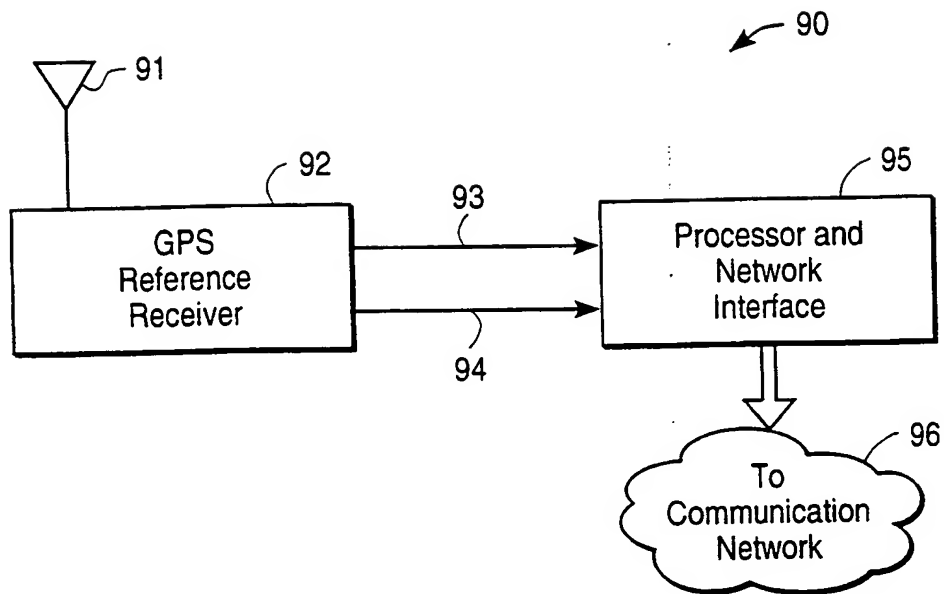 90
91
92
GPS
Reference
Receiver
93
94
95
Processor and
Network
Interface
96
To
Communication
Network